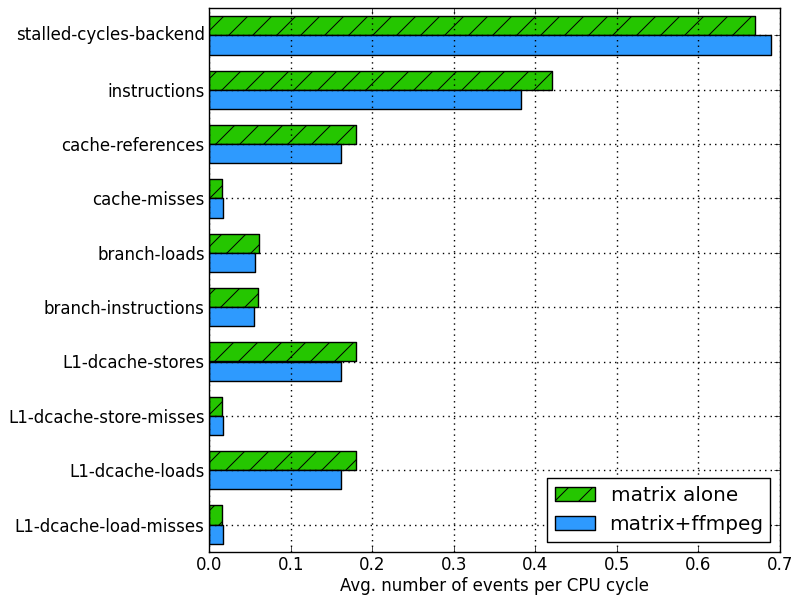 stalled-cycles-backend
instructions
cache-references
cache-misses
branch-loads
branch-instructions
L1-dcache-stores
L1-dcache-store-misses
L1-dcache-loads
L1-dcache-load-misses
matrix alone
matrix+ffmpeg
0.0 0.1 0.2 0.3 0.4 0.5 0.6 0.7
Avg. number of events per CPU cycle